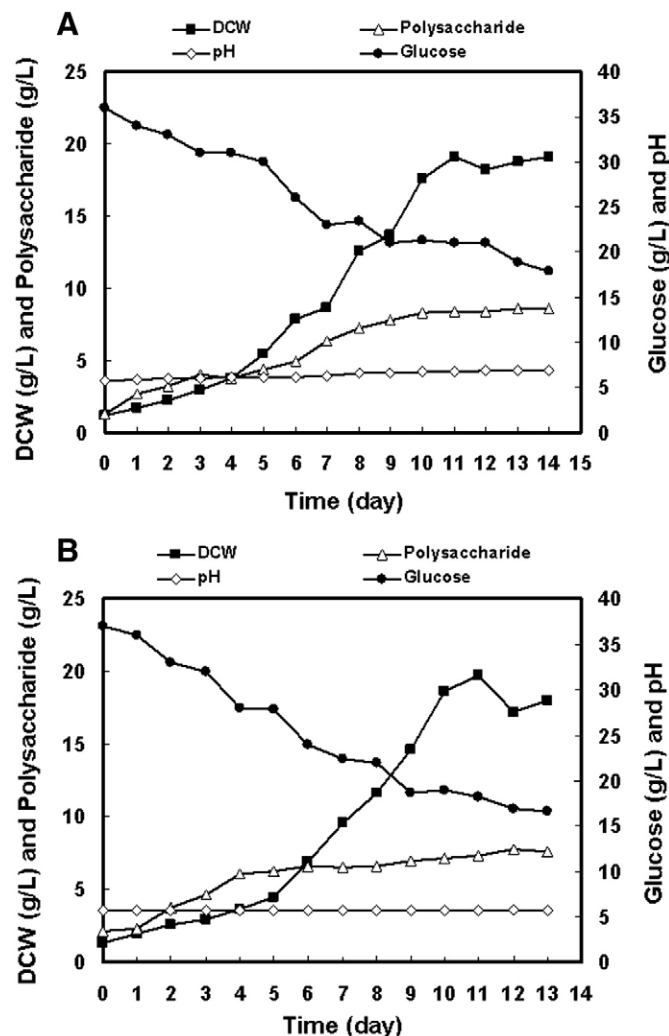 A
DCW Polysaccharide
pH Glucose
25 40
35
20 30
25
15
20
10 15
10
5
5
0 0
0 1 2 3 4 5 6 7 8 9 10 11 12 13 14 15
Time (day)
DCW (g/L) and Polysaccharide (g/L)
Glucose (g/L) and pH
B
DCW Polysaccharide
pH Glucose
25 40
35
20 30
25
15
20
10 15
10
5
5
0 0
0 1 2 3 4 5 6 7 8 9 10 11 12 13 14
Time (day)
DCW (g/L) and Polysaccharide (g/L)
Glucose (g/L) and pH